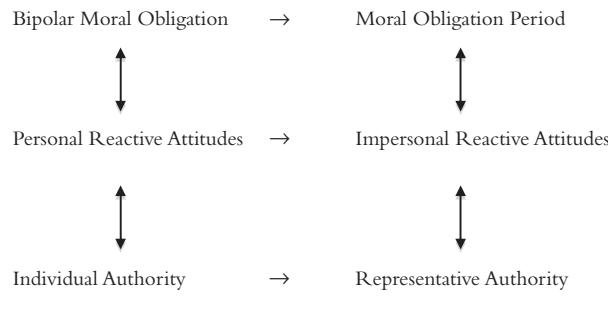 Bipolar Moral Obligation → Moral Obligation Period
Personal Reactive Attitudes → Impersonal Reactive Attitudes
Individual Authority → Representative Authority